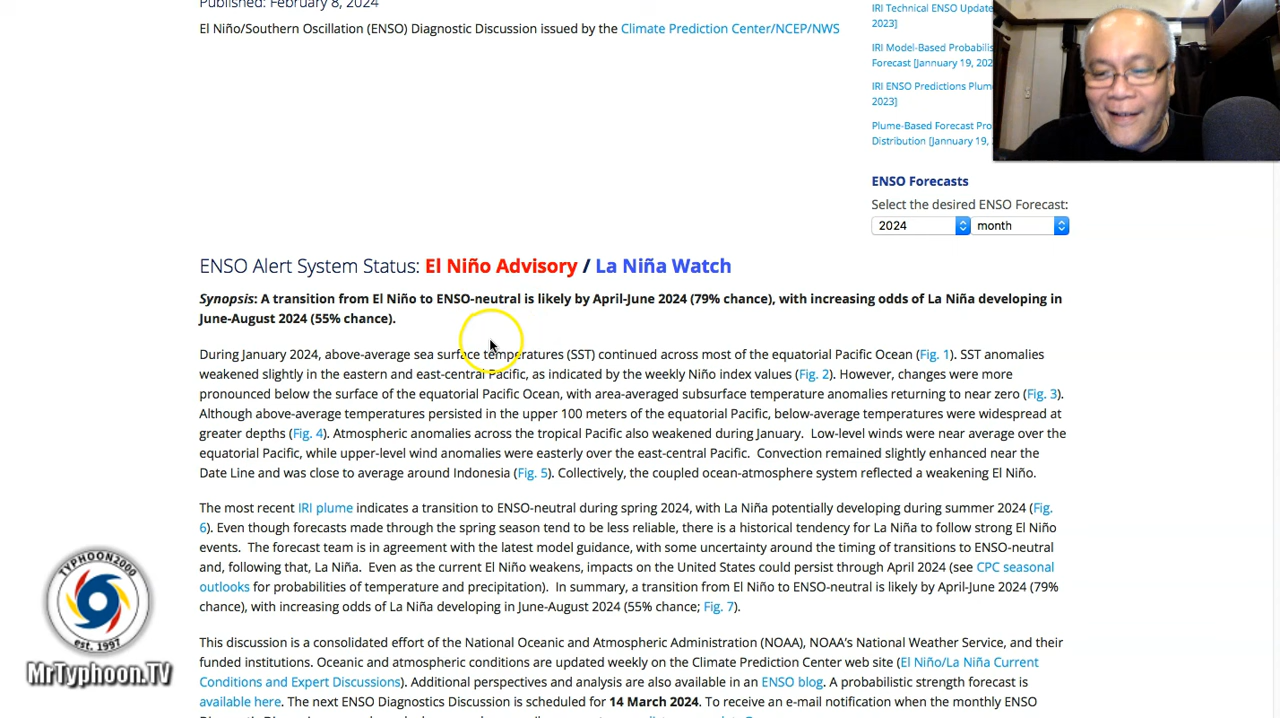 Published: February 8, 2024
El Niño/Southern Oscillation (ENSO) Diagnostic Discussion issued by the Climate Prediction Center/NCEP/NWS
IRI Technical ENSO Update
2023]
IRI Model-Based Probabilis
Forecast [Jannuary 19, 202
IRI ENSO Predictions Plum
2023]
Plume-Based Forecast Pro
Distribution [Jannuary 19,
ENSO Forecasts
Select the desired ENSO Forecast:
2024 month
ENSO Alert System Status: El Niño Advisory / La Niña Watch
Synopsis: A transition from El Niño to ENSO-neutral is likely by April-June 2024 (79% chance), with increasing odds of La Niña developing in
June-August 2024 (55% chance).
During January 2024, above-average sea surface temperatures (SST) continued across most of the equatorial Pacific Ocean (Fig. 1). SST anomalies
weakened slightly in the eastern and east-central Pacific, as indicated by the weekly Niño index values (Fig. 2). However, changes were more
pronounced below the surface of the equatorial Pacific Ocean, with area-averaged subsurface temperature anomalies returning to near zero (Fig. 3).
Although above-average temperatures persisted in the upper 100 meters of the equatorial Pacific, below-average temperatures were widespread at
greater depths (Fig. 4). Atmospheric anomalies across the tropical Pacific also weakened during January. Low-level winds were near average over the
equatorial Pacific, while upper-level wind anomalies were easterly over the east-central Pacific. Convection remained slightly enhanced near the
Date Line and was close to average around Indonesia (Fig. 5). Collectively, the coupled ocean-atmosphere system reflected a weakening El Niño.
The most recent IRI plume indicates a transition to ENSO-neutral during spring 2024, with La Niña potentially developing during summer 2024 (Fig.
6). Even though forecasts made through the spring season tend to be less reliable, there is a historical tendency for La Niña to follow strong El Niño
events. The forecast team is in agreement with the latest model guidance, with some uncertainty around the timing of transitions to ENSO-neutral
and, following that, La Niña. Even as the current El Niño weakens, impacts on the United States could persist through April 2024 (see CPC seasonal
outlooks for probabilities of temperature and precipitation). In summary, a transition from El Niño to ENSO-neutral is likely by April-June 2024 (79%
chance), with increasing odds of La Niña developing in June-August 2024 (55% chance; Fig. 7).
This discussion is a consolidated effort of the National Oceanic and Atmospheric Administration (NOAA), NOAA's National Weather Service, and their
funded institutions. Oceanic and atmospheric conditions are updated weekly on the Climate Prediction Center web site (El Niño/La Niña Current
Conditions and Expert Discussions). Additional perspectives and analysis are also available in an ENSO blog. A probabilistic strength forecast is
available here. The next ENSO Diagnostics Discussion is scheduled for 14 March 2024. To receive an e-mail notification when the monthly ENSO
TYPHOON2000
est. 1997
MrTyphoon.TV